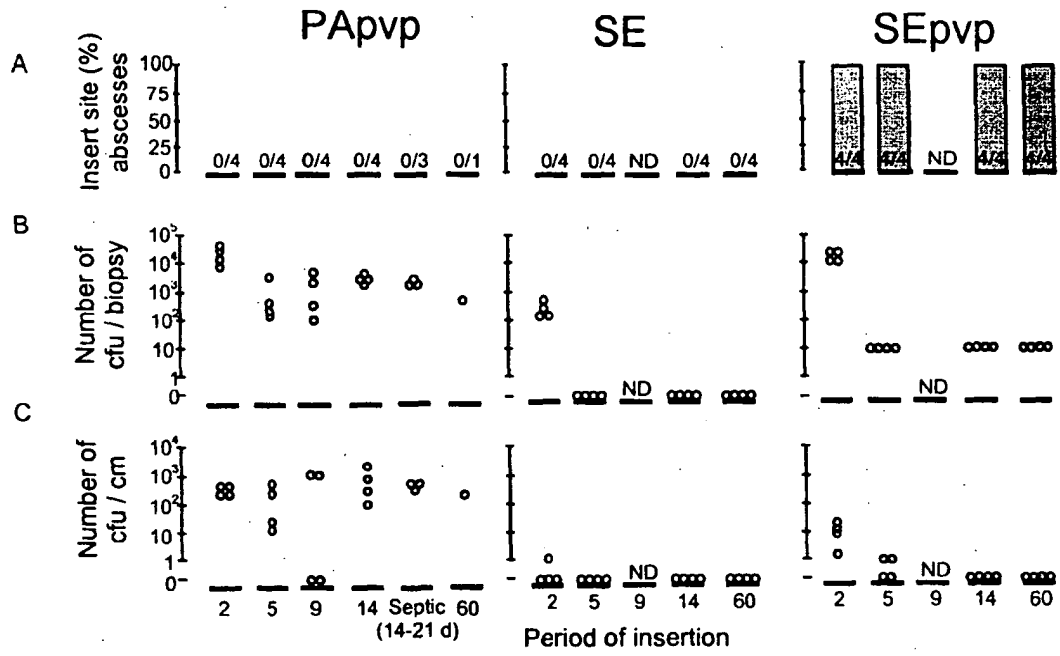 PApvp SE SEpvp
A
Insert site (%)
abscesses
100
75
50
25
0
0/4 0/4 0/4 0/4 0/3 0/1
0/4 0/4 ND 0/4 0/4
4/4 4/4 ND 4/4 4/4
B
Number of
cfu / biopsy
10⁵
10⁴
10³
10²
10
1
0
ND
ND
C
Number of
cfu / cm
10⁴
10³
10²
10
1
0
ND
ND
2 5 9 14 Septic 60
(14-21 d)
2 5 9 14 60
2 5 9 14 60
Period of insertion